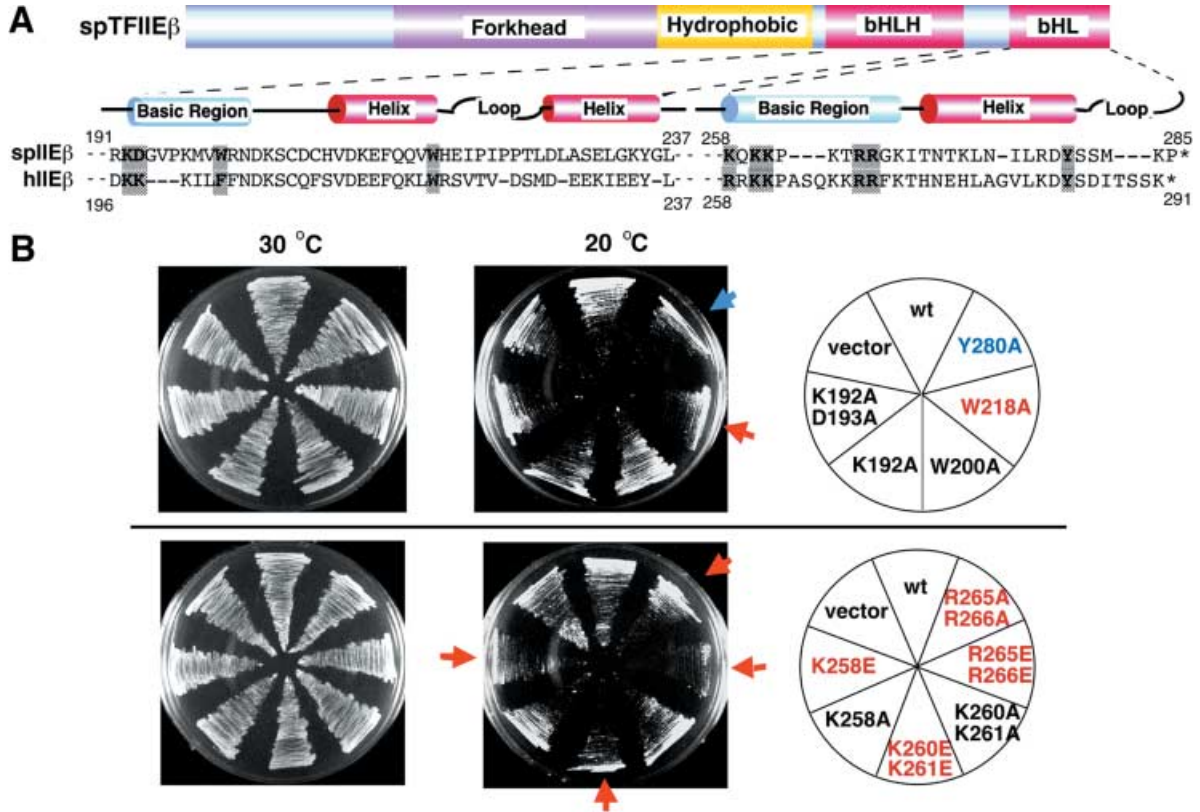 A
spTFIIEβ
Forkhead
Hydrophobic
bHLH
bHL
Basic Region
Helix
Loop
Helix
Basic Region
Helix
Loop
191
237
258
285
spIIEβ
--RKDGVPKMVWRNDKSCDCHVDKEFQQVWHEIPIPPTLDLASELGKYGL-- --KQKKP---KTRRGKITNTKLN-ILRDYSSM---KP*
hIIEβ
--DKK---KILFFNDKSCQFSVDEEFQKLWRSVTV-DSMD-EEKIEEY-L-- --RRKKPASQKKRRFKTHNEHLAGVLKDYSDITSSK*
196
237
258
291
B
30 °C
20 °C
wt
Y280A
W218A
W200A
K192A
K192A
D193A
vector
wt
R265A
R266A
R265E
R266E
K260A
K261A
K260E
K261E
K258A
K258E
vector